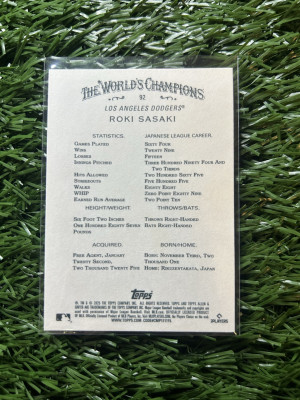 THE WORLD'S CHAMPIONS
92
LOS ANGELES DODGERS®
ROKI SASAKI
STATISTICS. JAPANESE LEAGUE CAREER.
Games Played Sixty Four
Wins Twenty Nine
Losses Fifteen
Innings Pitched Three Hundred Ninety Four And
Two Thirds
Hits Allowed Two Hundred Sixty Five
Strikeouts Five Hundred Five
Walks Eighty Eight
WHIP Zero Point Eighty Nine
Earned Run Average Two Point Ten
HEIGHT/WEIGHT. THROWS/BATS.
Six Foot Two Inches Throws Right-Handed
One Hundred Eighty Seven Bats Right-Handed
Pounds
ACQUIRED. BORN/HOME.
Free Agent, January Born: November Third, Two
Twenty Second, Thousand One
Two Thousand Twenty Five Home: Rikuzentakata, Japan
Topps